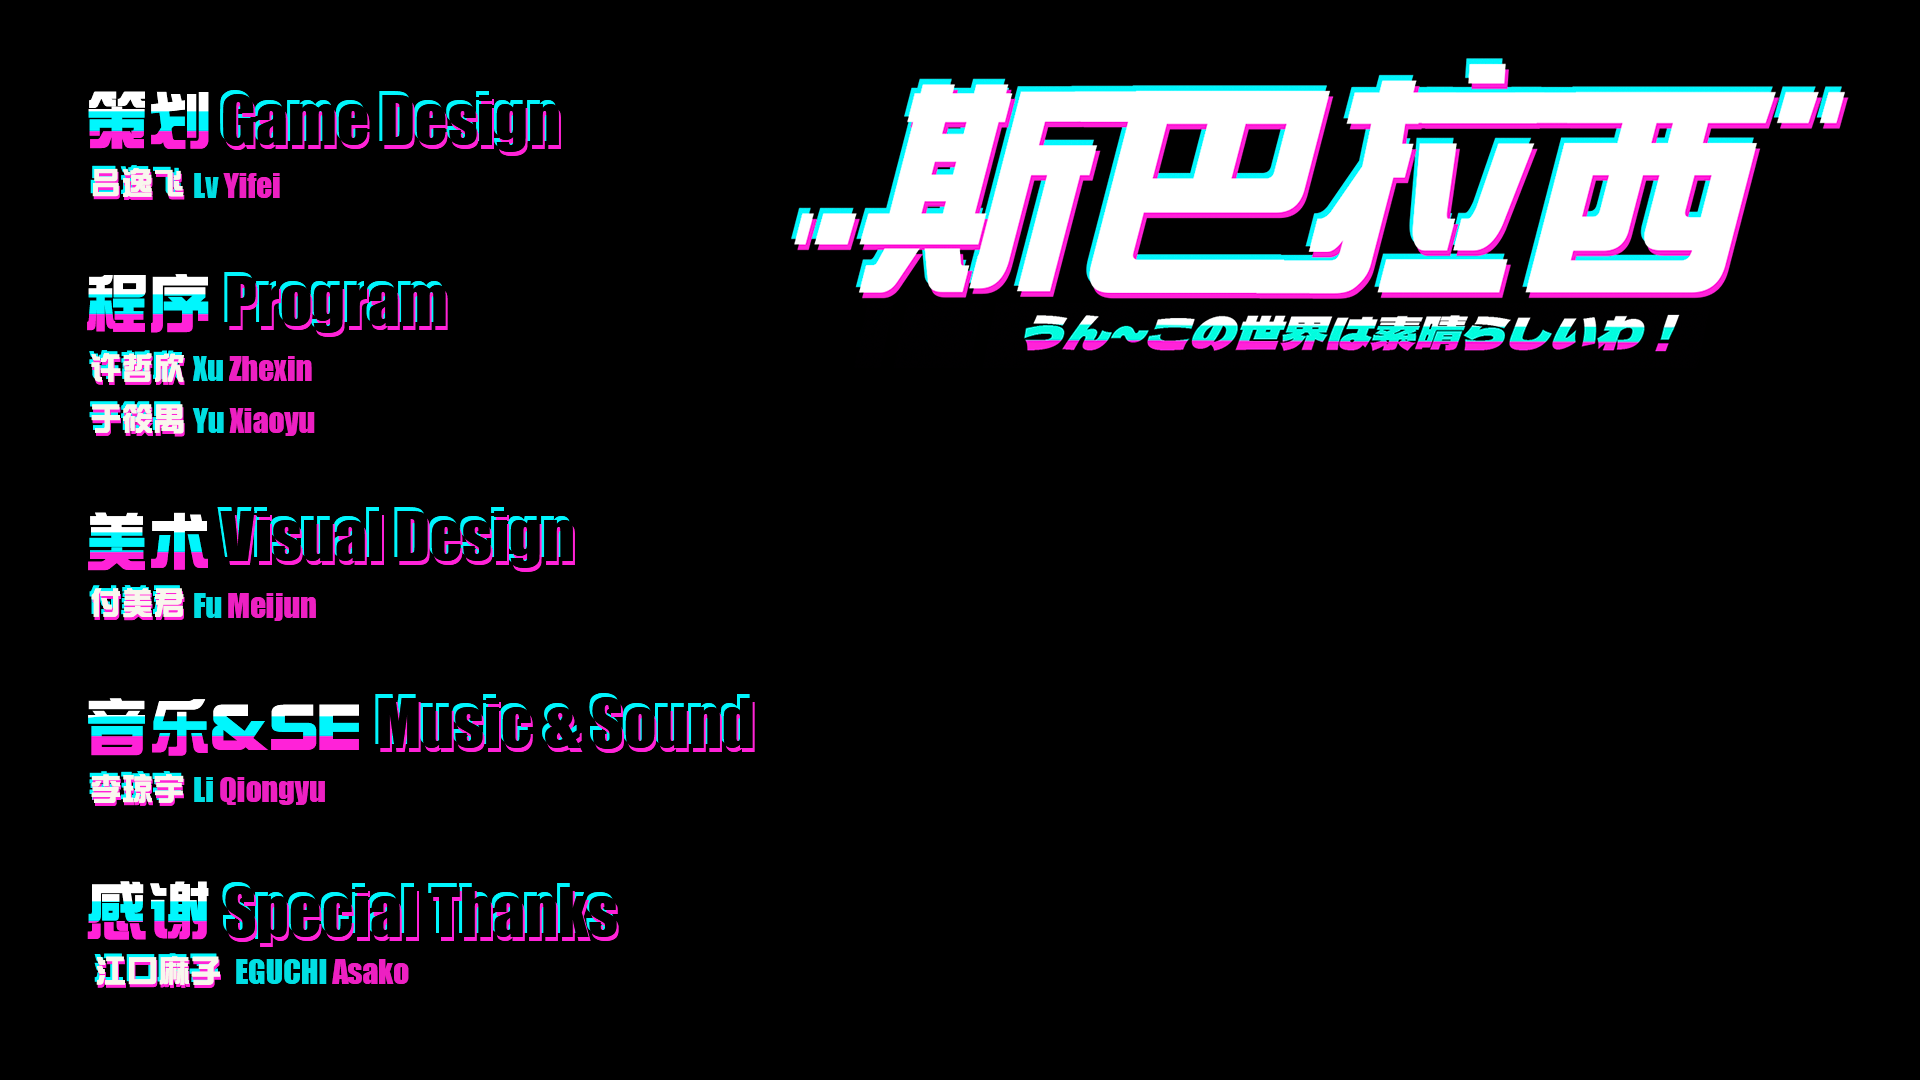 策划 Game Design
吕逸飞 Lv Yifei
程序 Program
许哲欣 Xu Zhexin
于筱禺 Yu Xiaoyu
美术 Visual Design
付美君 Fu Meijun
音乐&SE Music & Sound
李琼宇 Li Qiongyu
感谢 Special Thanks
江口麻子 EGUCHI Asako
斯巴拉西
うん~この世界は素晴らしいわ！